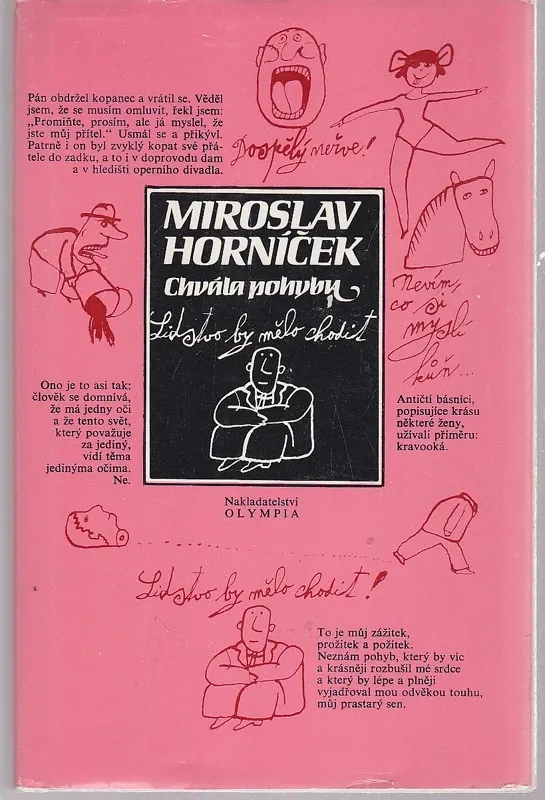 Pán obdržel kopanec a vrátil se. Věděl
jsem, že se musím omluvit, řekl jsem:
„Promiňte, prosím, ale já myslel, že
jste můj přítel.“ Usmál se a přikývl.
Patrně i on byl zvyklý kopat své přá-
tele do zadku, a to i v doprovodu dam
a v hledišti operního divadla.
Dospělý neřve!
MIROSLAV
HORNÍČEK
Chvála pohybu
Lidstvo by mělo chodit
Nevím,
co si
myslí
kůň...
Ono je to asi tak:
člověk se domnívá,
že má jedny oči
a že tento svět,
který považuje
za jediný,
vidí těma
jedinýma očima.
Ne.
Antičtí básníci,
popisujíce krásu
některé ženy,
užívali příměru:
kravooká.
Nakladatelství
OLYMPIA
Lidstvo by mělo chodit!
To je můj zážitek,
prožitek a požitek.
Neznám pohyb, který by víc
a krásněji rozbušil mé srdce
a který by lépe a plněji
vyjadřoval mou odvěkou touhu,
můj prastarý sen.